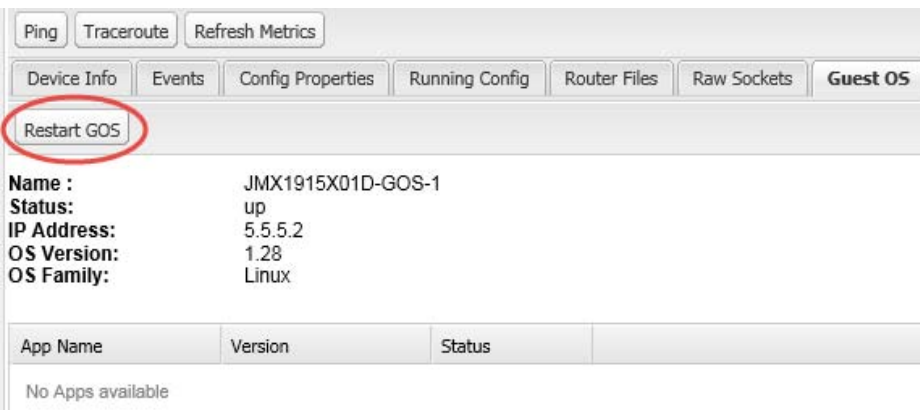 Ping Traceroute Refresh Metrics
Device Info Events Config Properties Running Config Router Files Raw Sockets Guest OS
Restart GOS
Name : JMX1915X01D-GOS-1
Status: up
IP Address: 5.5.5.2
OS Version: 1.28
OS Family: Linux
App Name Version Status
No Apps available